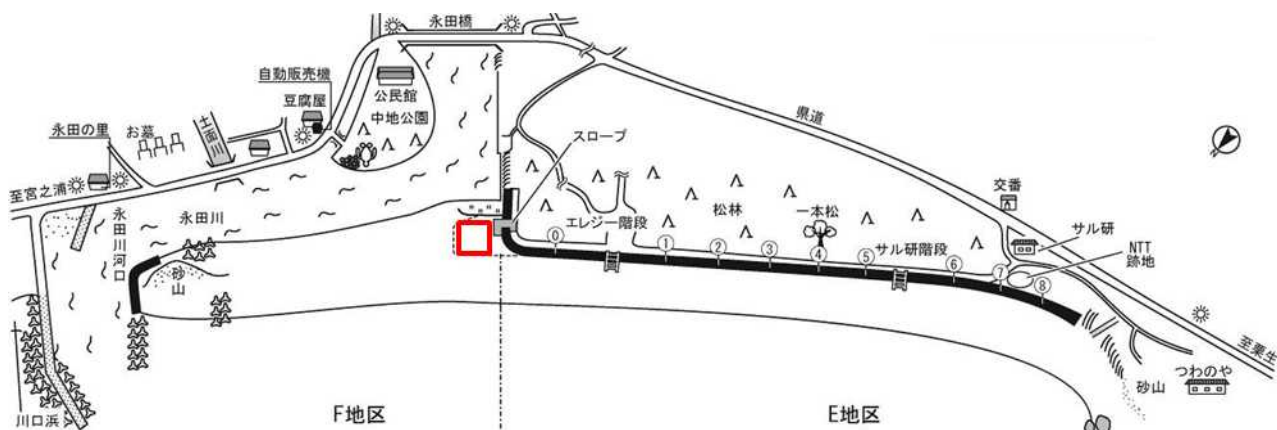 永田橋
自動販売機
豆腐屋
公民館
中地公園
永田の里
お墓
土面川
スロープ
県道
N
至宮之浦
永田川河口
永田川
砂山
エレジー階段
松林
一本松
サル研階段
交番
サル研
NTT
跡地
⓪
①
②
③
④
⑤
⑥
⑦
⑧
至栗生
つわのや
砂山
川口浜
F地区
E地区